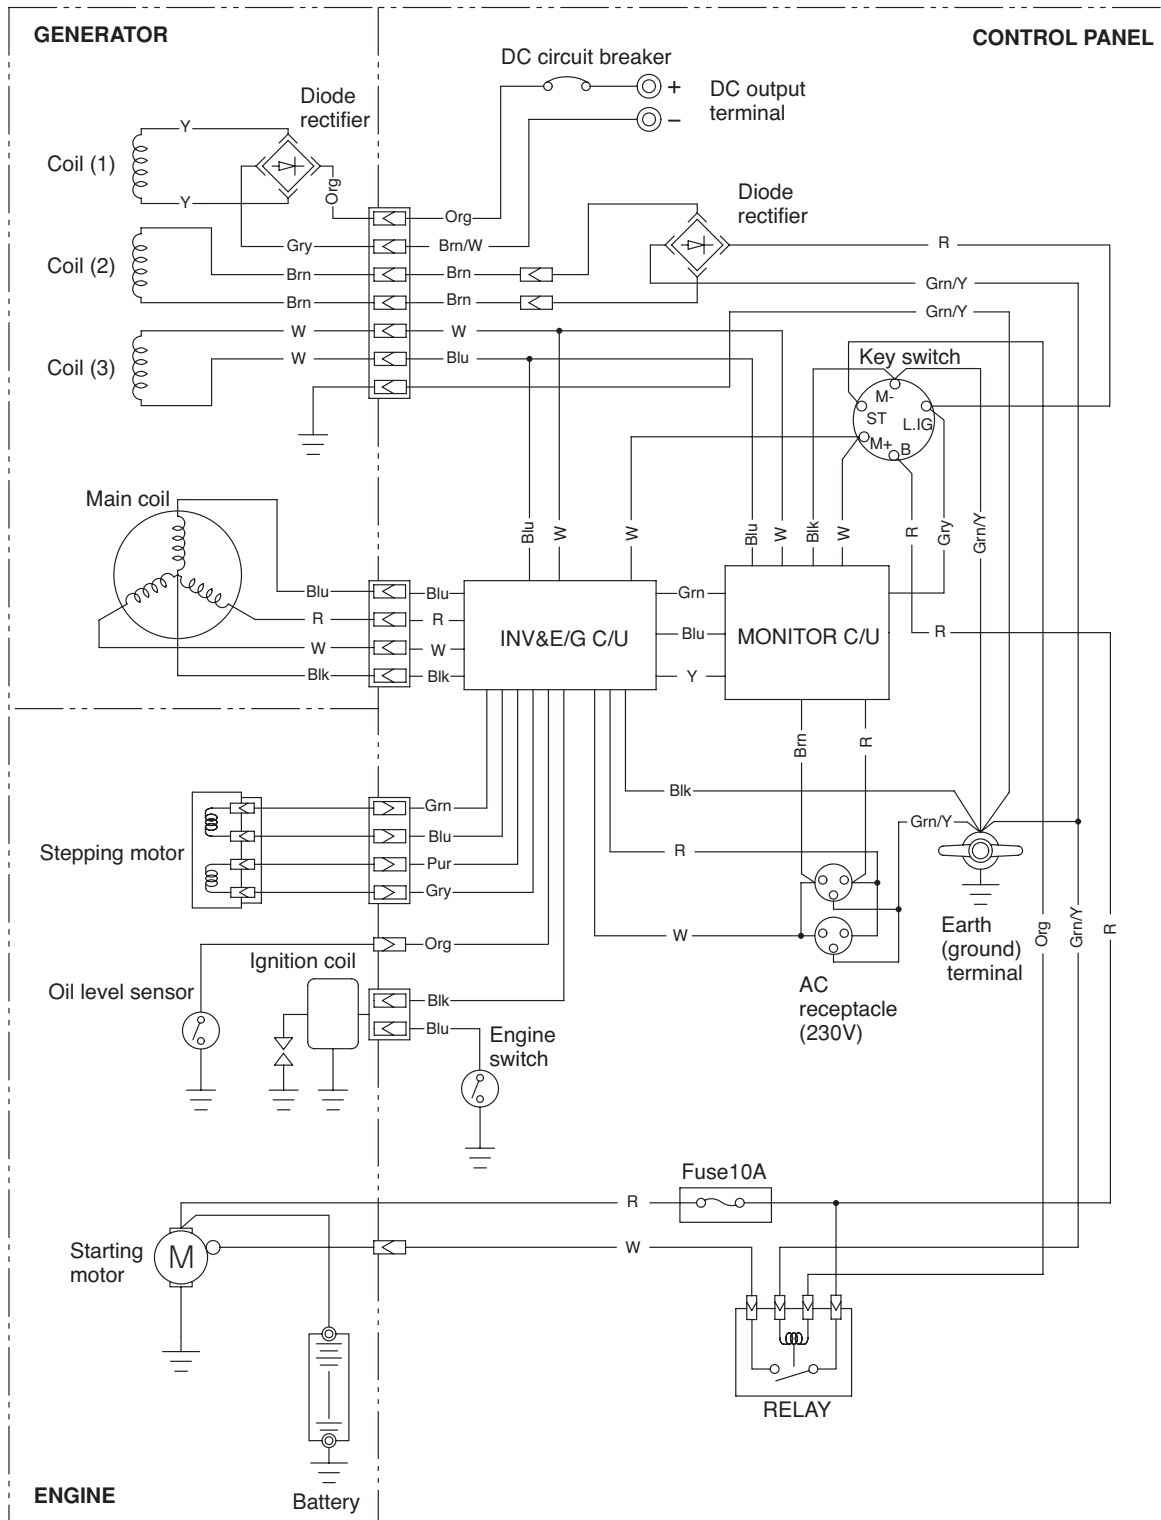 GENERATOR
CONTROL PANEL
DC circuit breaker
+
DC output
terminal
−
Diode
rectifier
Y
Coil (1)
Y
Org
Diode
rectifier
Org
Gry
Brn/W
R
Coil (2)
Brn
Brn
Brn
Brn
Grn/Y
Grn/Y
W
W
Coil (3)
W
Blu
Key switch
M-
ST
L.IG
M+
B
Main coil
Blu
W
W
Blu
W
Blk
W
R
Gry
Grn/Y
Blu
Blu
R
R
W
W
Blk
Blk
INV&E/G C/U
Grn
Blu
Y
MONITOR C/U
R
Brn
R
Blk
Grn/Y
R
W
Stepping motor
Grn
Blu
Pur
Gry
Org
Earth
(ground)
terminal
Org
Grn/Y
R
AC
receptacle
(230V)
Oil level sensor
Ignition coil
Blk
Blu
Engine
switch
Fuse10A
R
Starting
motor
M
W
RELAY
ENGINE
Battery